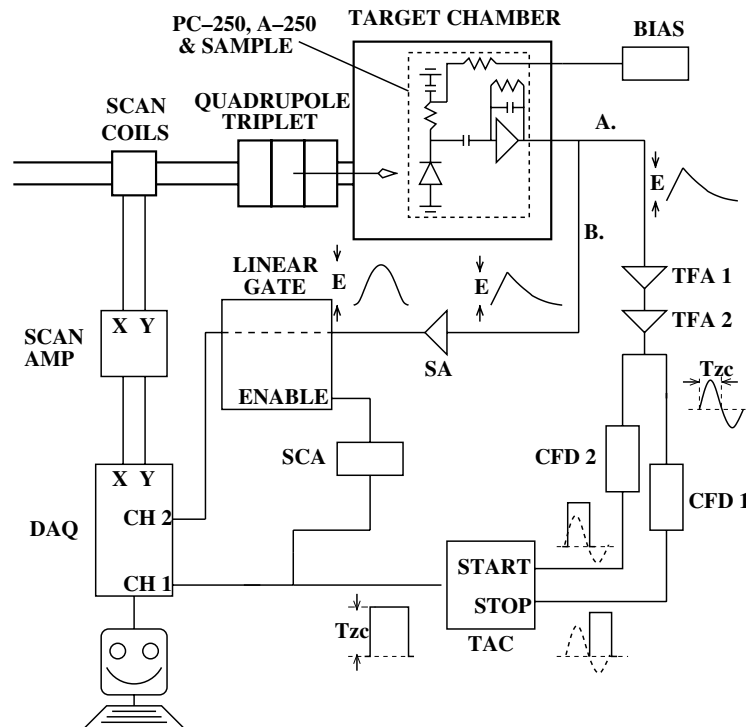 PC–250, A–250
& SAMPLE
TARGET CHAMBER
BIAS
SCAN
COILS
QUADRUPOLE
TRIPLET
A.
E
B.
LINEAR
GATE
E
E
TFA 1
TFA 2
X Y
SCAN
AMP
SA
ENABLE
Tzc
SCA
CFD 2
CFD 1
X Y
DAQ
CH 2
CH 1
START
STOP
TAC
Tzc